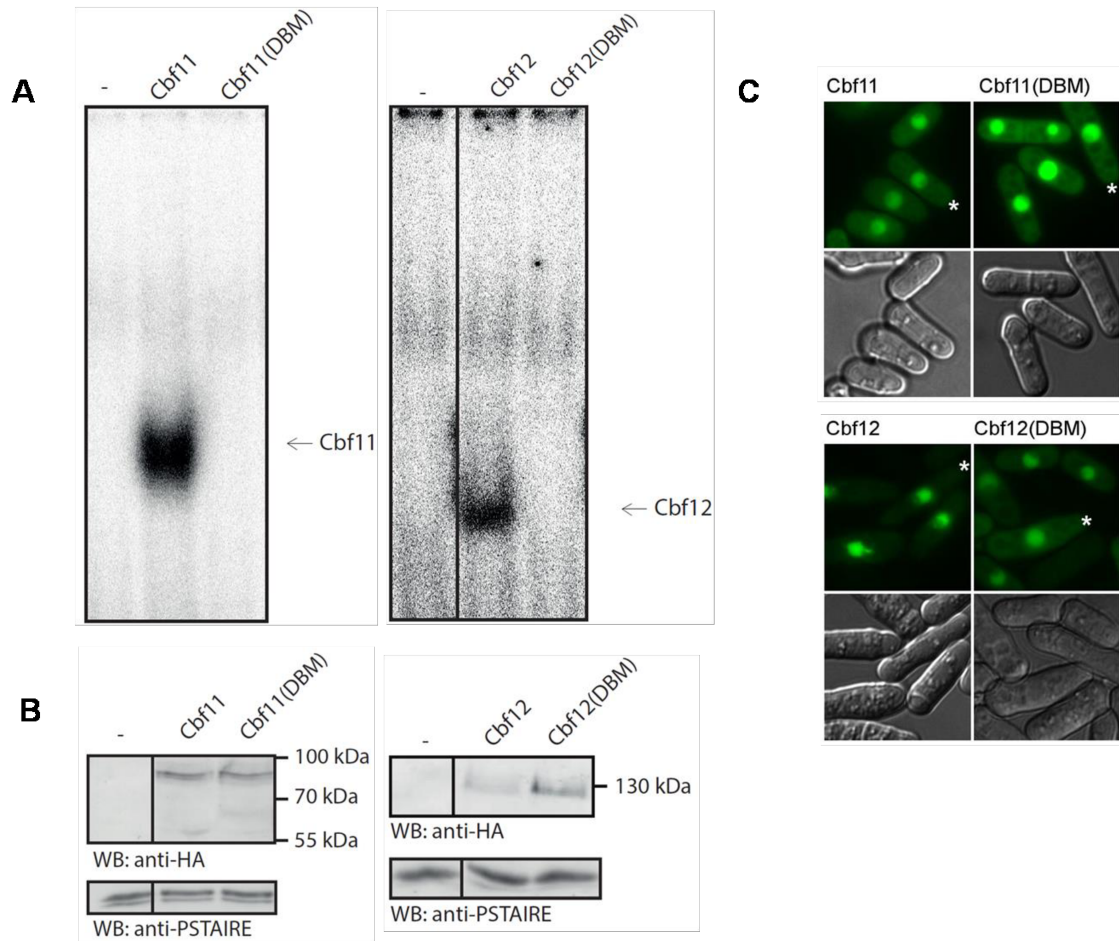 A
-
Cbf11
Cbf11(DBM)
← Cbf11
-
Cbf12
Cbf12(DBM)
← Cbf12
B
-
Cbf11
Cbf11(DBM)
100 kDa
70 kDa
55 kDa
WB: anti-HA
WB: anti-PSTAIRE
-
Cbf12
Cbf12(DBM)
130 kDa
WB: anti-HA
WB: anti-PSTAIRE
C
Cbf11 Cbf11(DBM)
* *
Cbf12 Cbf12(DBM)
* *